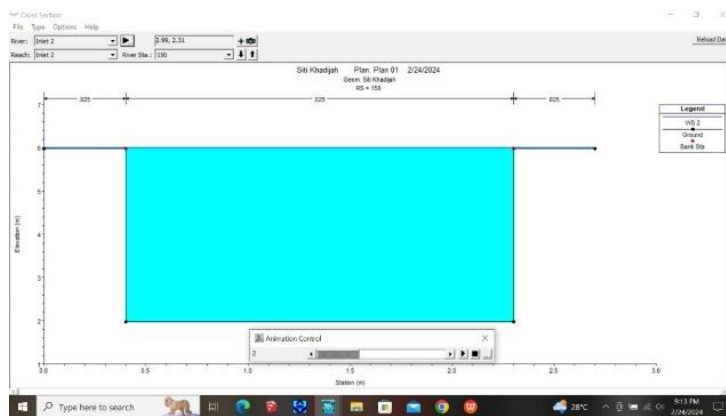 Cross Section
File Type Options Help
River: Inlet 2 2.99, 2.31 Reload Dat
Reach: Inlet 2 River Sta.: 150
Siti Khadijah Plan: Plan 01 2/24/2024
Geom: Siti Khadijah
RS = 150
.025 .025 .025
Legend
WS 2
Ground
Bank Sta
7
6
5
4
3
2
1
Elevation (m)
Animation Control
2
0.0 0.5 1.0 1.5 2.0 2.5 3.0
Station (m)
Type here to search
28°C
9:13 PM
2/24/2024